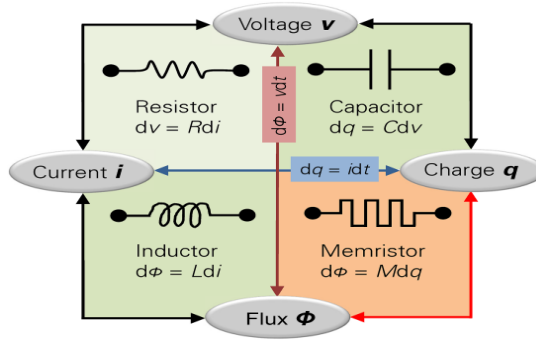 Voltage v
Resistor
dv = Rdi
dΦ = vdt
Capacitor
dq = Cdv
Current i
dq = idt
Charge q
Inductor
dΦ = Ldi
Memristor
dΦ = Mdq
Flux Φ